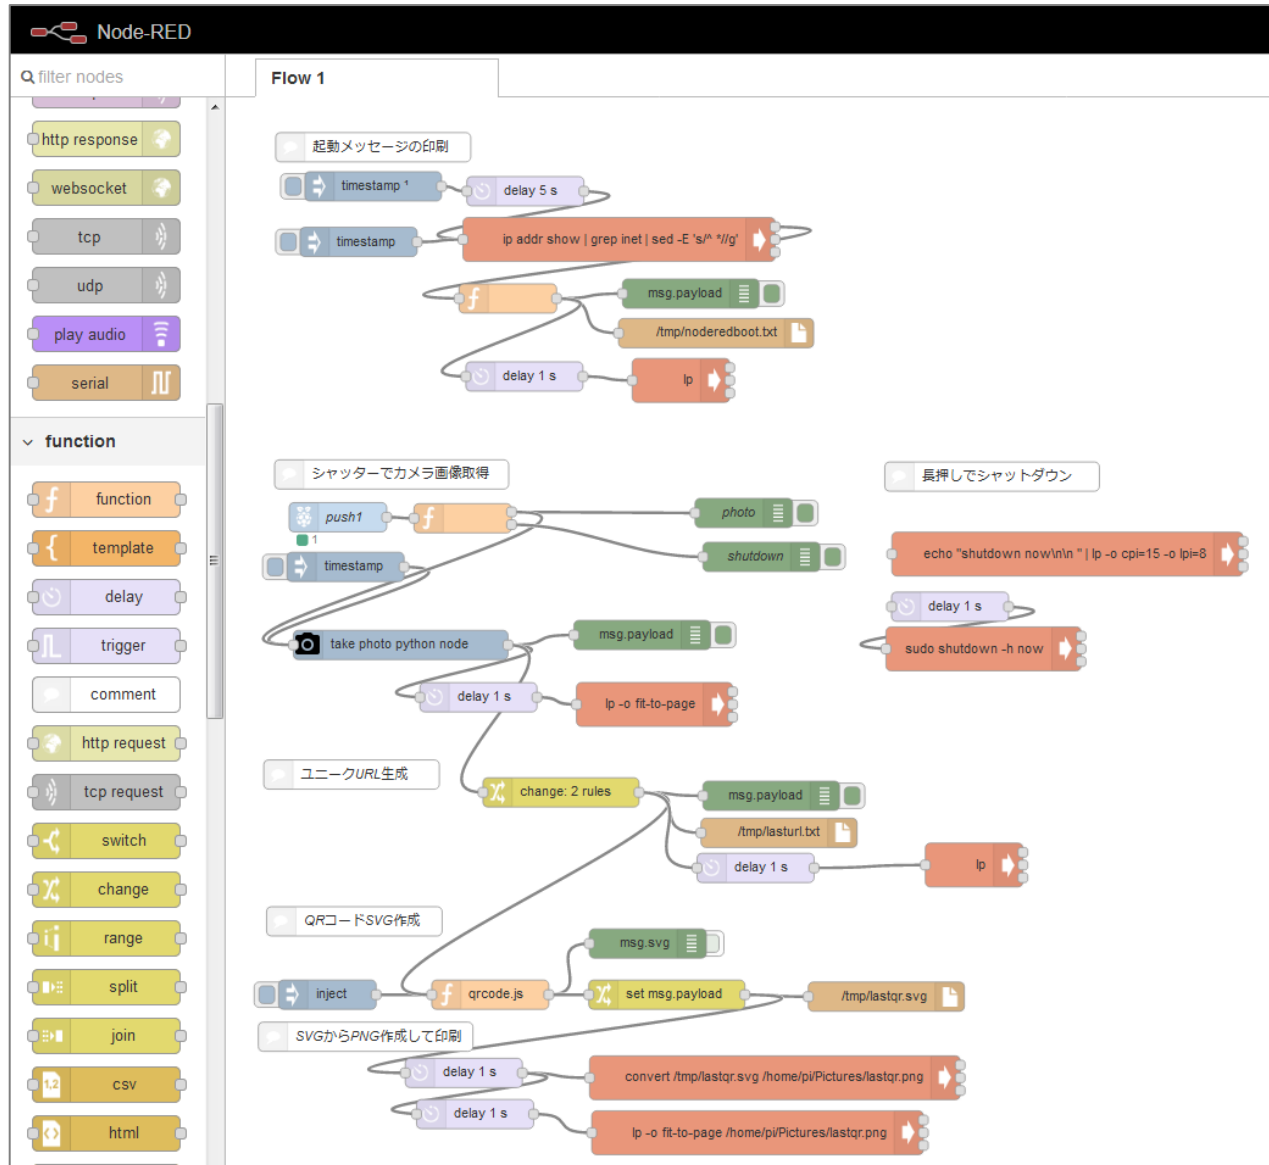 Node-RED
filter nodes
Flow 1
http response
websocket
tcp
udp
play audio
serial
function
function
template
delay
trigger
comment
http request
tcp request
switch
change
range
split
join
csv
html
起動メッセージの印刷
timestamp ¹
delay 5 s
timestamp
ip addr show | grep inet | sed -E 's/^ *//g'
msg.payload
/tmp/noderedboot.txt
delay 1 s
lp
シャッターでカメラ画像取得
push1
1
photo
shutdown
timestamp
take photo python node
msg.payload
delay 1 s
lp -o fit-to-page
長押しでシャットダウン
echo "shutdown now\n\n " | lp -o cpi=15 -o lpi=8
delay 1 s
sudo shutdown -h now
ユニークURL生成
change: 2 rules
msg.payload
/tmp/lasturl.txt
delay 1 s
lp
QRコードSVG作成
msg.svg
inject
qrcode.js
set msg.payload
/tmp/lastqr.svg
SVGからPNG作成して印刷
delay 1 s
convert /tmp/lastqr.svg /home/pi/Pictures/lastqr.png
delay 1 s
lp -o fit-to-page /home/pi/Pictures/lastqr.png